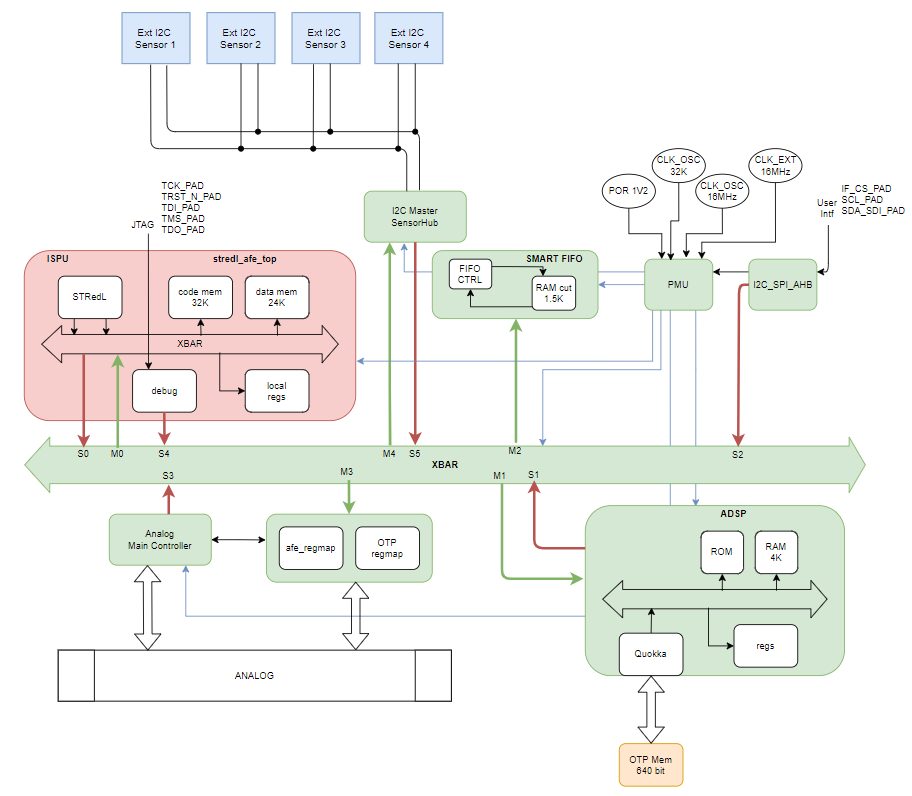 Ext I2C
Sensor 1
Ext I2C
Sensor 2
Ext I2C
Sensor 3
Ext I2C
Sensor 4
TCK_PAD
TRST_N_PAD
TDI_PAD
TMS_PAD
TDO_PAD
JTAG
I2C Master
SensorHub
POR 1V2
CLK_OSC
32K
CLK_OSC
16MHz
CLK_EXT
16MHz
User
Intf
IF_CS_PAD
SCL_PAD
SDA_SDI_PAD
ISPU
stredl_afe_top
STRedL
code mem
32K
data mem
24K
XBAR
debug
local
regs
SMART FIFO
FIFO
CTRL
RAM cut
1.5K
PMU
I2C_SPI_AHB
S0
M0
S4
M4
S5
M2
S2
XBAR
S3
M3
M1
S1
Analog
Main Controller
afe_regmap
OTP
regmap
ADSP
ROM
RAM
4K
Quokka
regs
ANALOG
OTP Mem
640 bit